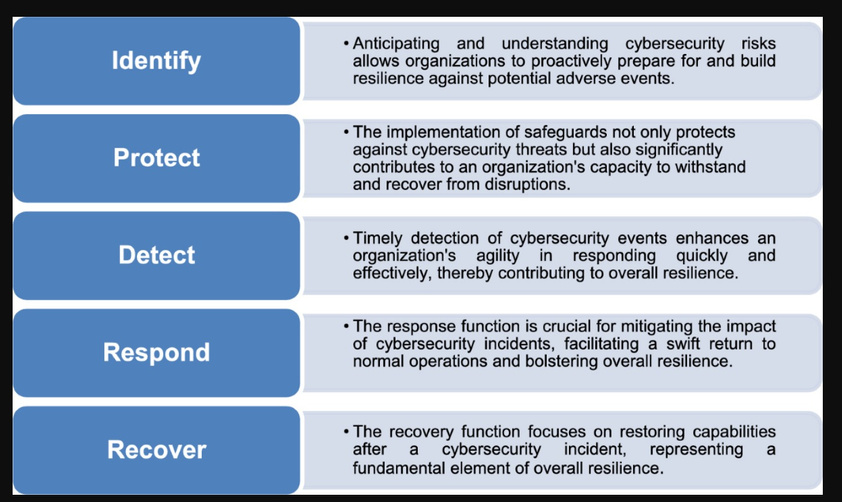 Identify
• Anticipating and understanding cybersecurity risks
allows organizations to proactively prepare for and build
resilience against potential adverse events.
Protect
• The implementation of safeguards not only protects
against cybersecurity threats but also significantly
contributes to an organization's capacity to withstand
and recover from disruptions.
Detect
• Timely detection of cybersecurity events enhances an
organization's agility in responding quickly and
effectively, thereby contributing to overall resilience.
Respond
• The response function is crucial for mitigating the impact
of cybersecurity incidents, facilitating a swift return to
normal operations and bolstering overall resilience.
Recover
• The recovery function focuses on restoring capabilities
after a cybersecurity incident, representing a
fundamental element of overall resilience.